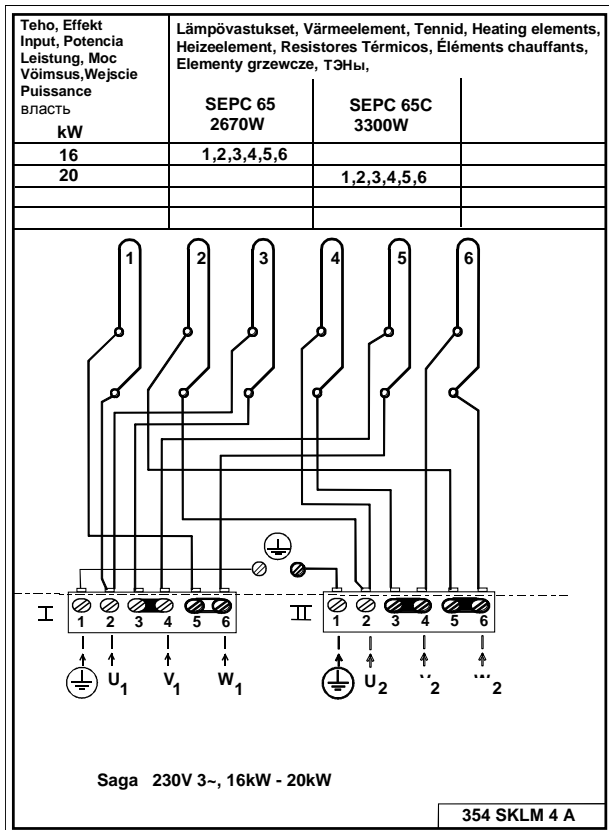 Teho, Effekt
Input, Potencia
Leistung, Moc
Vöimsus,Wejscie
Puissance
власть
kW
Lämpövastukset, Värmeelement, Tennid, Heating elements,
Heizeelement, Resistores Térmicos, Éléments chauffants,
Elementy grzewcze, ТЭНы,
SEPC 65
2670W
SEPC 65C
3300W
16
1,2,3,4,5,6
20
1,2,3,4,5,6
1 2 3 4 5 6
I
1 2 3 4 5 6
II
1 2 3 4 5 6
U1 V1 W1
U2 2 2
Saga 230V 3~, 16kW - 20kW
354 SKLM 4 A